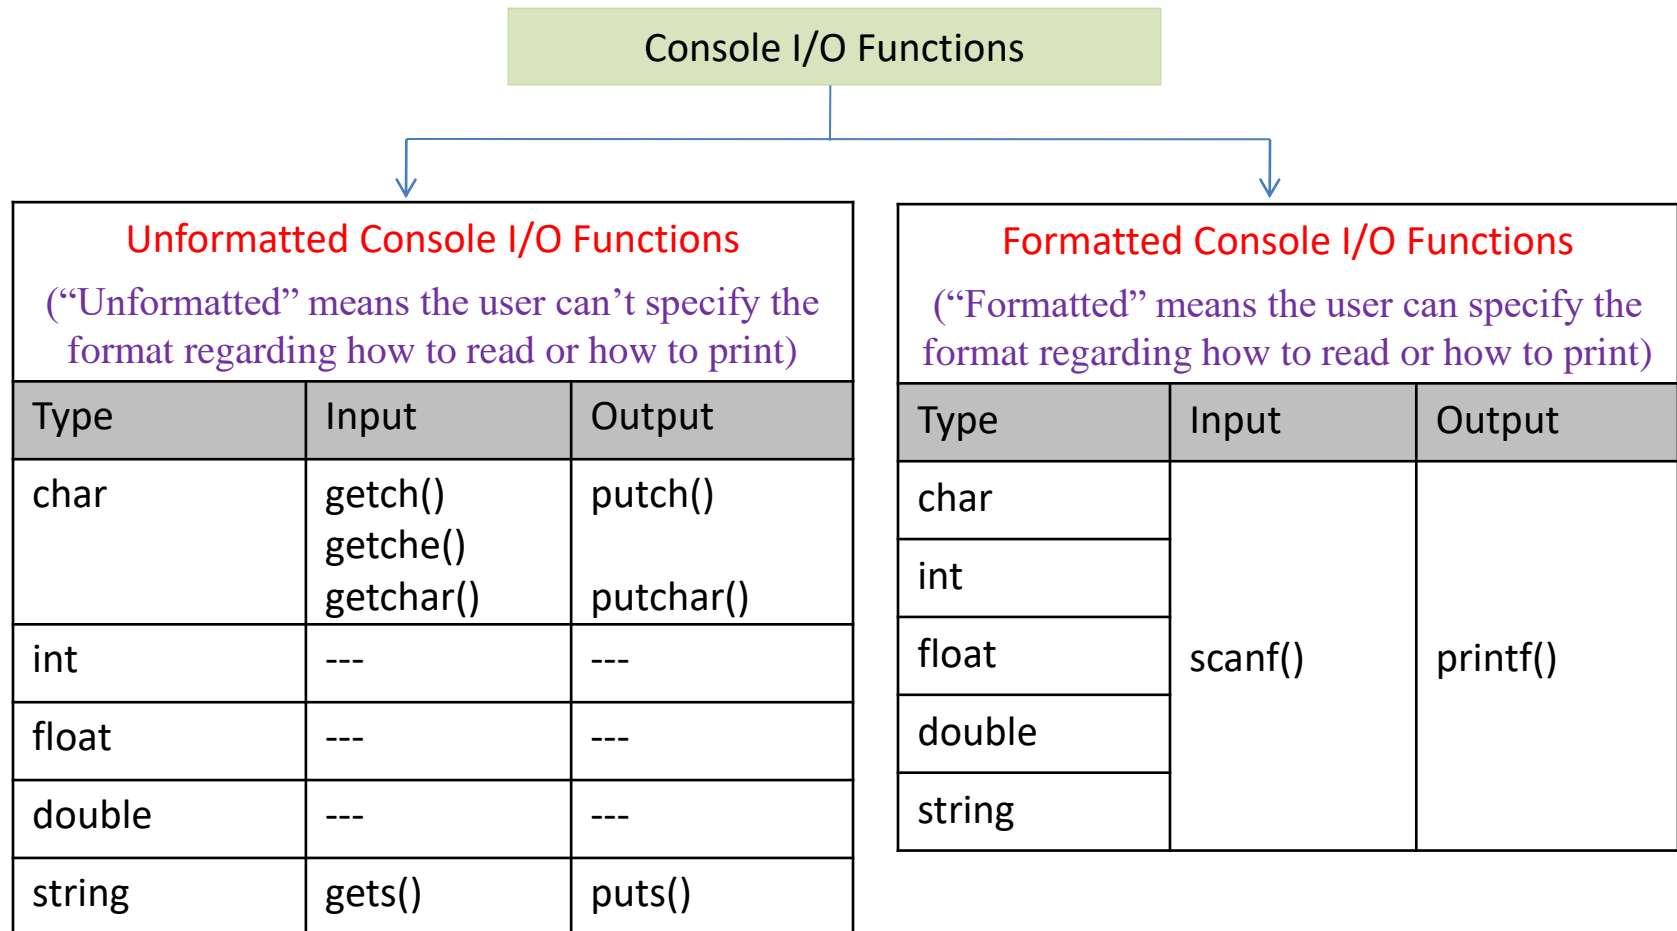 Console I/O Functions
Unformatted Console I/O Functions
(“Unformatted” means the user can’t specify the
format regarding how to read or how to print)
Type Input Output
char getch() putch()
getche()
getchar() putchar()
int --- ---
float --- ---
double --- ---
string gets() puts()
Formatted Console I/O Functions
(“Formatted” means the user can specify the
format regarding how to read or how to print)
Type Input Output
char
int
float scanf() printf()
double
string